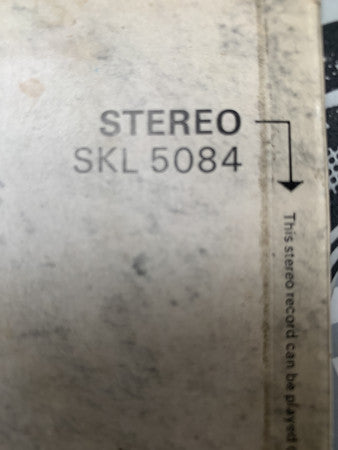 STEREO
SKL 5084
This stereo record can be played